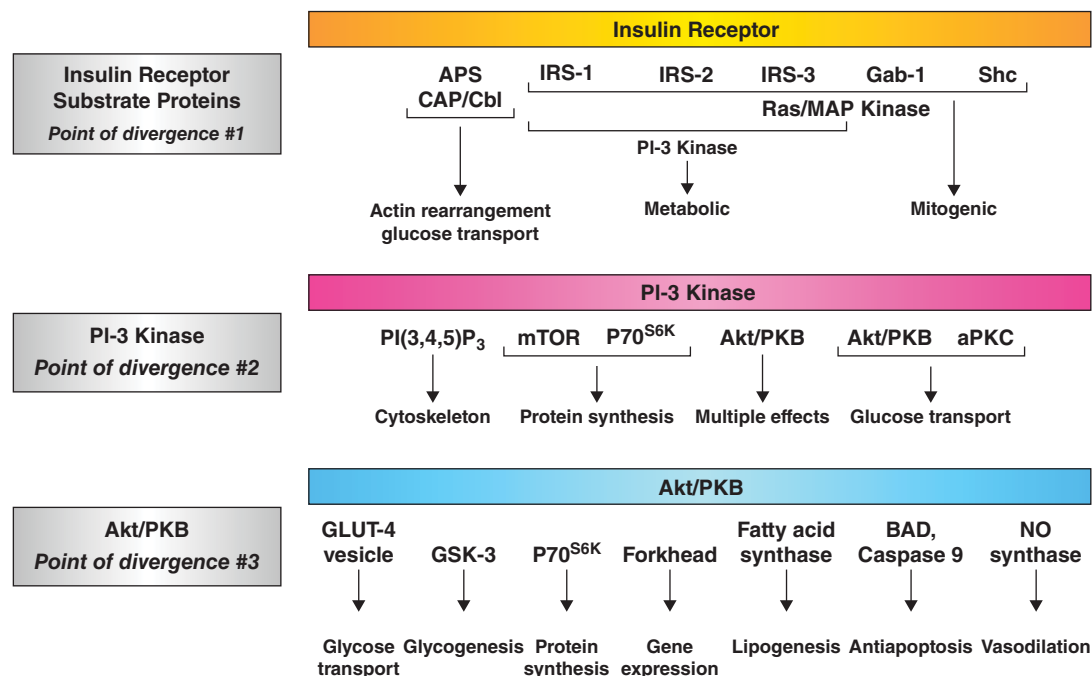 Insulin Receptor
Insulin Receptor
Substrate Proteins
Point of divergence #1
APS
CAP/Cbl
IRS-1 IRS-2 IRS-3 Gab-1 Shc
Ras/MAP Kinase
PI-3 Kinase
Actin rearrangement
glucose transport
Metabolic
Mitogenic
PI-3 Kinase
PI-3 Kinase
Point of divergence #2
PI(3,4,5)P₃ mTOR P70ˢ⁶ᴷ Akt/PKB Akt/PKB aPKC
Cytoskeleton Protein synthesis Multiple effects Glucose transport
Akt/PKB
Akt/PKB
Point of divergence #3
GLUT-4
vesicle
GSK-3
P70ˢ⁶ᴷ
Forkhead
Fatty acid
synthase
BAD,
Caspase 9
NO
synthase
Glycose
transport
Glycogenesis
Protein
synthesis
Gene
expression
Lipogenesis
Antiapoptosis
Vasodilation